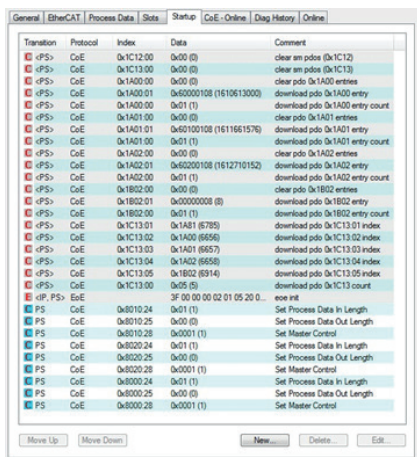 General EtherCAT Process Data Slots Startup CoE - Online Diag History Online
Transition Protocol Index Data Comment
C <PS> CoE 0x1C12:00 0x00 (0) clear sm pdos (0x1C12)
C <PS> CoE 0x1C13:00 0x00 (0) clear sm pdos (0x1C13)
C <PS> CoE 0x1A00:00 0x00 (0) clear pdo 0x1A00 entries
C <PS> CoE 0x1A00:01 0x60000108 (1610613000) download pdo 0x1A00 entry
C <PS> CoE 0x1A00:00 0x01 (1) download pdo 0x1A00 entry count
C <PS> CoE 0x1A01:00 0x00 (0) clear pdo 0x1A01 entries
C <PS> CoE 0x1A01:01 0x60100108 (1611661576) download pdo 0x1A01 entry
C <PS> CoE 0x1A01:00 0x01 (1) download pdo 0x1A01 entry count
C <PS> CoE 0x1A02:00 0x00 (0) clear pdo 0x1A02 entries
C <PS> CoE 0x1A02:01 0x60200108 (1612710152) download pdo 0x1A02 entry
C <PS> CoE 0x1A02:00 0x01 (1) download pdo 0x1A02 entry count
C <PS> CoE 0x1B02:00 0x00 (0) clear pdo 0x1B02 entries
C <PS> CoE 0x1B02:01 0x00000008 (8) download pdo 0x1B02 entry
C <PS> CoE 0x1B02:00 0x01 (1) download pdo 0x1B02 entry count
C <PS> CoE 0x1C13:01 0x1A81 (6785) download pdo 0x1C13:01 index
C <PS> CoE 0x1C13:02 0x1A00 (6656) download pdo 0x1C13:02 index
C <PS> CoE 0x1C13:03 0x1A01 (6657) download pdo 0x1C13:03 index
C <PS> CoE 0x1C13:04 0x1A02 (6658) download pdo 0x1C13:04 index
C <PS> CoE 0x1C13:05 0x1B02 (6914) download pdo 0x1C13:05 index
C <PS> CoE 0x1C13:00 0x05 (5) download pdo 0x1C13 count
E <IP, PS> EoE 3F 00 00 00 02 01 05 20 0... eoe init
C PS CoE 0x8010:24 0x01 (1) Set Process Data In Length
C PS CoE 0x8010:25 0x00 (0) Set Process Data Out Length
C PS CoE 0x8010:28 0x0001 (1) Set Master Control
C PS CoE 0x8020:24 0x01 (1) Set Process Data In Length
C PS CoE 0x8020:25 0x00 (0) Set Process Data Out Length
C PS CoE 0x8020:28 0x0001 (1) Set Master Control
C PS CoE 0x8000:24 0x01 (1) Set Process Data In Length
C PS CoE 0x8000:25 0x00 (0) Set Process Data Out Length
C PS CoE 0x8000:28 0x0001 (1) Set Master Control
Move Up Move Down New... Delete... Edit...